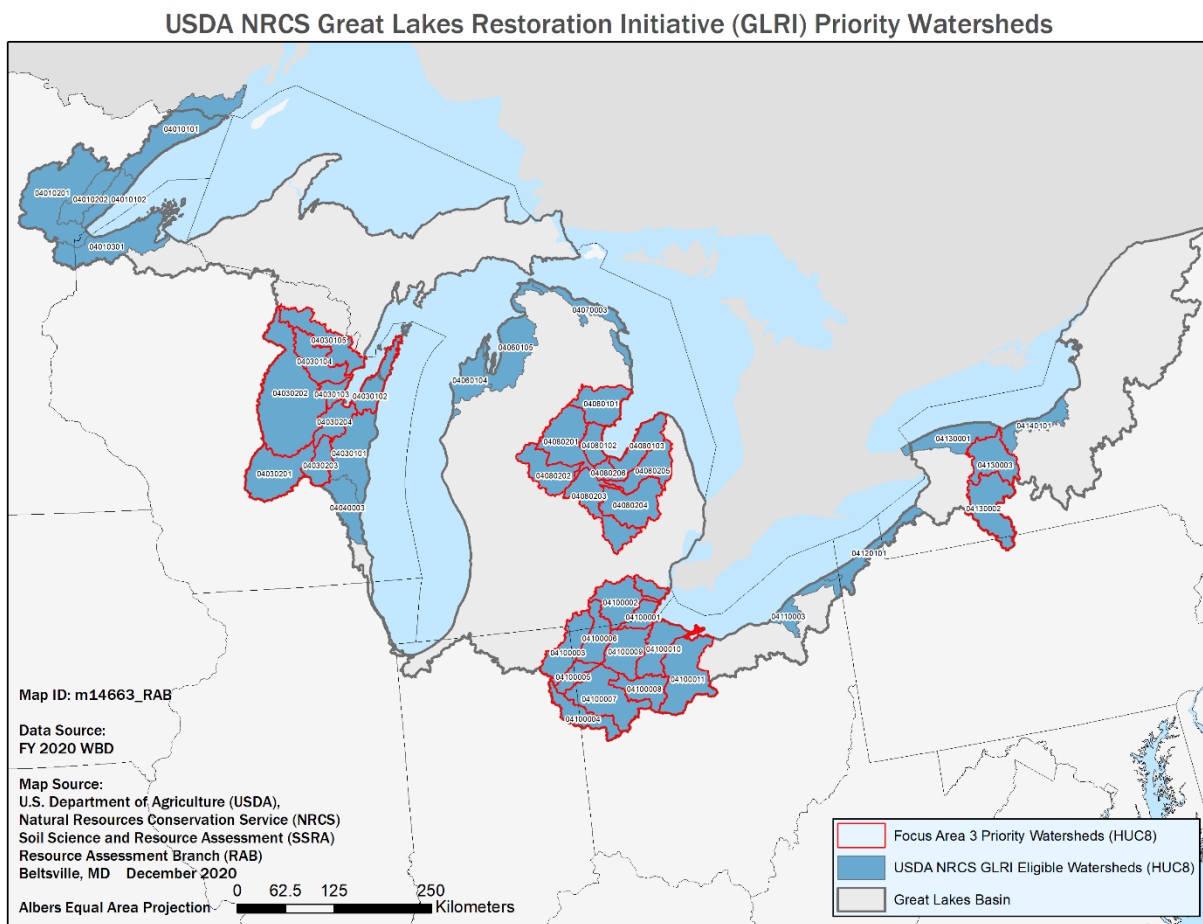 USDA NRCS Great Lakes Restoration Initiative (GLRI) Priority Watersheds
04010101
04010201
04010202
04010102
04010301
04070003
04030105
04060105
04030104
04060104
04030202
04030103
04030102
04080101
04030204
04080201
04080102
04080103
04030101
04030203
04030201
04080202
04080206
04080205
04080203
04080204
04040003
04140101
04130001
04130003
04130002
04120101
04110003
04100002
04100001
04100006
04100003
04100009
04100010
04100005
04100011
04100008
04100007
04100004
Map ID: m14663_RAB
Data Source:
FY 2020 WBD
Map Source:
U.S. Department of Agriculture (USDA),
Natural Resources Conservation Service (NRCS)
Soil Science and Resource Assessment (SSRA)
Resource Assessment Branch (RAB)
Beltsville, MD December 2020
0 62.5 125 250
Kilometers
Albers Equal Area Projection
Focus Area 3 Priority Watersheds (HUC8)
USDA NRCS GLRI Eligible Watersheds (HUC8)
Great Lakes Basin